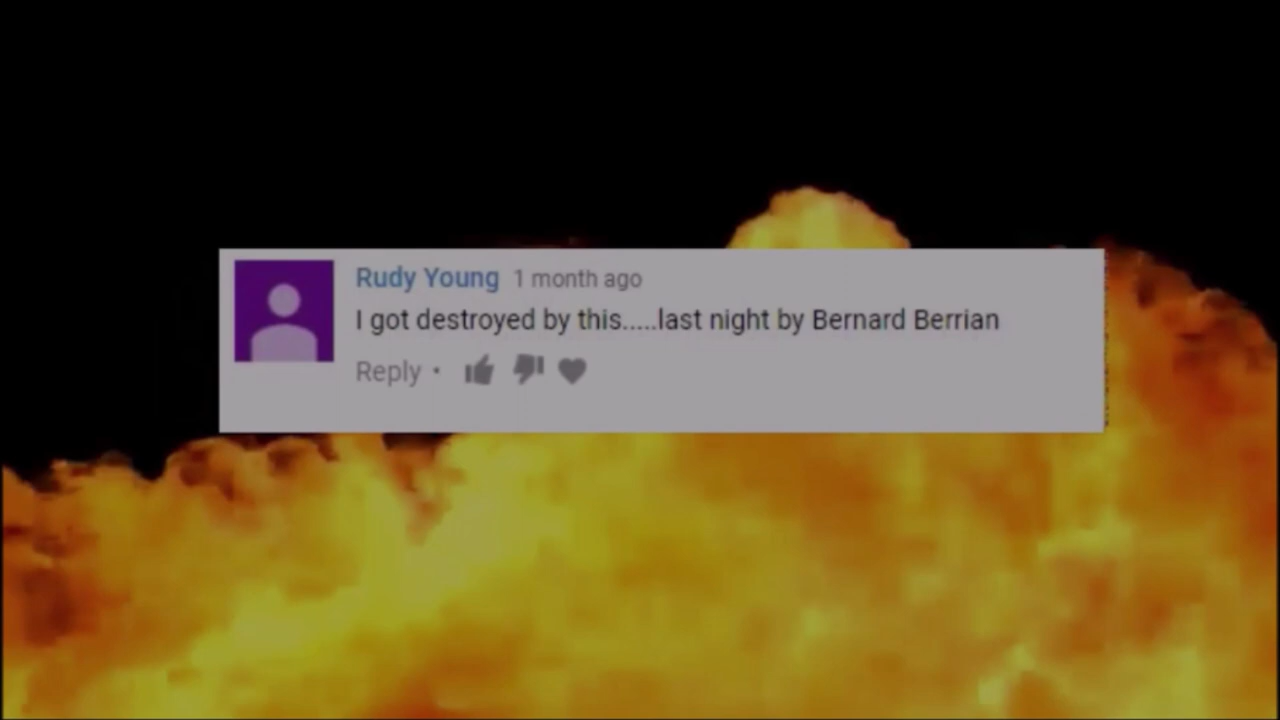 Rudy Young 1 month ago
I got destroyed by this.....last night by Bernard Berrian
Reply •